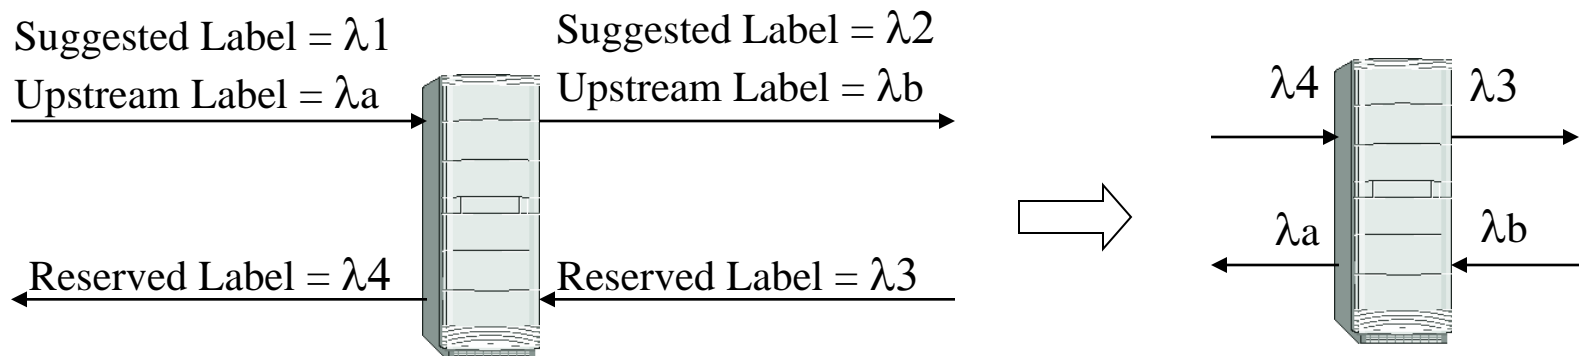 Suggested Label = λ1
Upstream Label = λa
Suggested Label = λ2
Upstream Label = λb
Reserved Label = λ4
Reserved Label = λ3
λ4
λ3
λa
λb